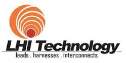 LHI Technology
leads . harnesses . interconnects